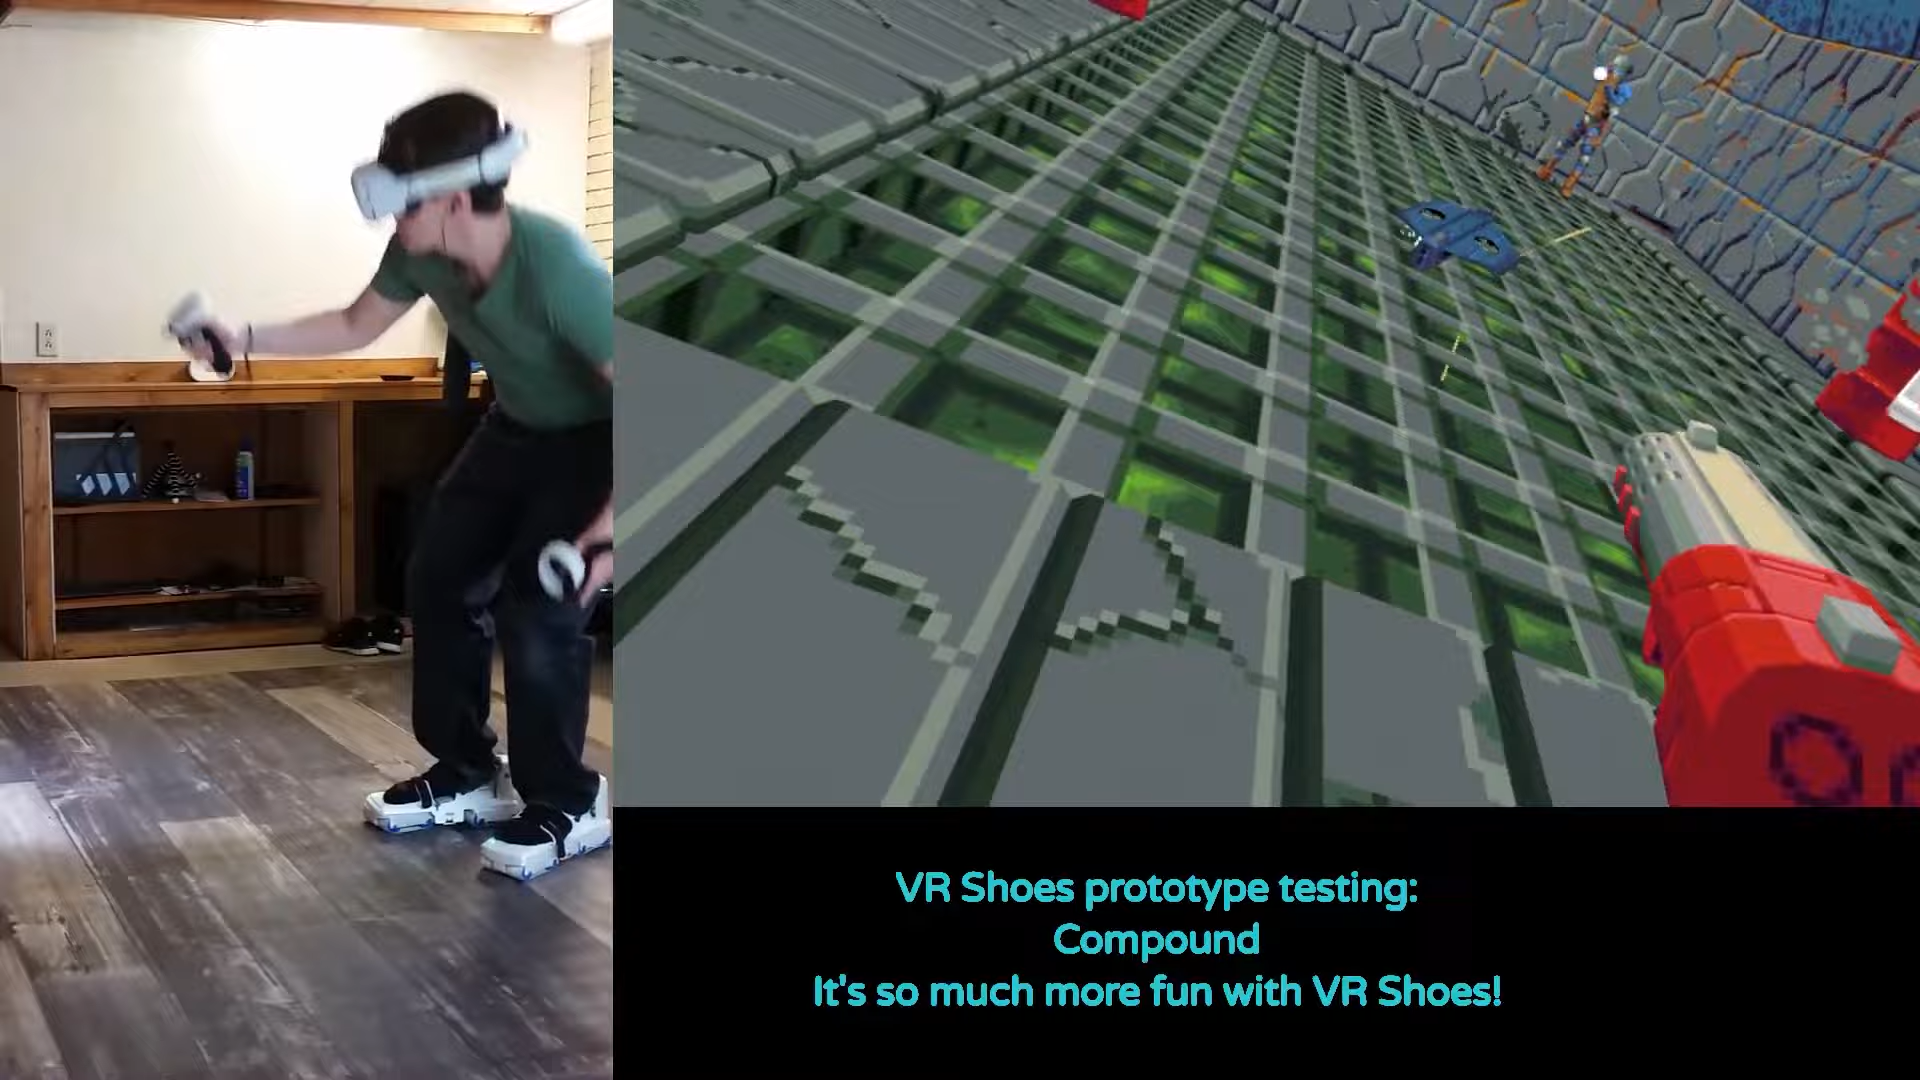 VR Shoes prototype testing:
Compound
It's so much more fun with VR Shoes!